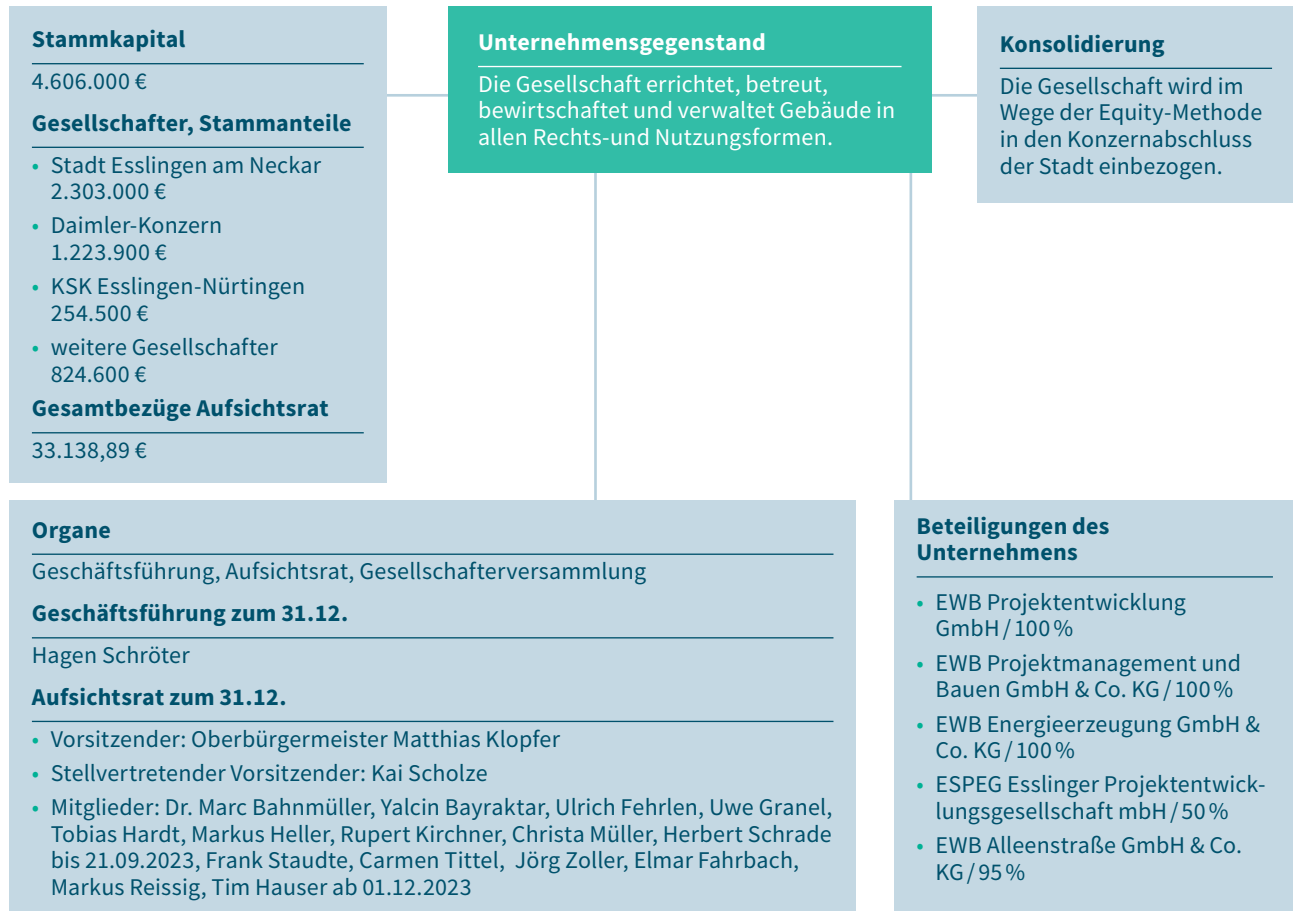 Stammkapital
4.606.000 €
Gesellschafter, Stammanteile
• Stadt Esslingen am Neckar
2.303.000 €
• Daimler-Konzern
1.223.900 €
• KSK Esslingen-Nürtingen
254.500 €
• weitere Gesellschafter
824.600 €
Gesamtbezüge Aufsichtsrat
33.138,89 €
Unternehmensgegenstand
Die Gesellschaft errichtet, betreut,
bewirtschaftet und verwaltet Gebäude in
allen Rechts-und Nutzungsformen.
Konsolidierung
Die Gesellschaft wird im
Wege der Equity-Methode
in den Konzernabschluss
der Stadt einbezogen.
Organe
Geschäftsführung, Aufsichtsrat, Gesellschafterversammlung
Geschäftsführung zum 31.12.
Hagen Schröter
Aufsichtsrat zum 31.12.
• Vorsitzender: Oberbürgermeister Matthias Klopfer
• Stellvertretender Vorsitzender: Kai Scholze
• Mitglieder: Dr. Marc Bahnmüller, Yalcin Bayraktar, Ulrich Fehrlen, Uwe Granel,
Tobias Hardt, Markus Heller, Rupert Kirchner, Christa Müller, Herbert Schrade
bis 21.09.2023, Frank Staudte, Carmen Tittel, Jörg Zoller, Elmar Fahrbach,
Markus Reissig, Tim Hauser ab 01.12.2023
Beteiligungen des
Unternehmens
• EWB Projektentwicklung
GmbH / 100 %
• EWB Projektmanagement und
Bauen GmbH & Co. KG / 100 %
• EWB Energieerzeugung GmbH &
Co. KG / 100 %
• ESPEG Esslinger Projektentwick-
lungsgesellschaft mbH / 50 %
• EWB Alleenstraße GmbH & Co.
KG / 95 %